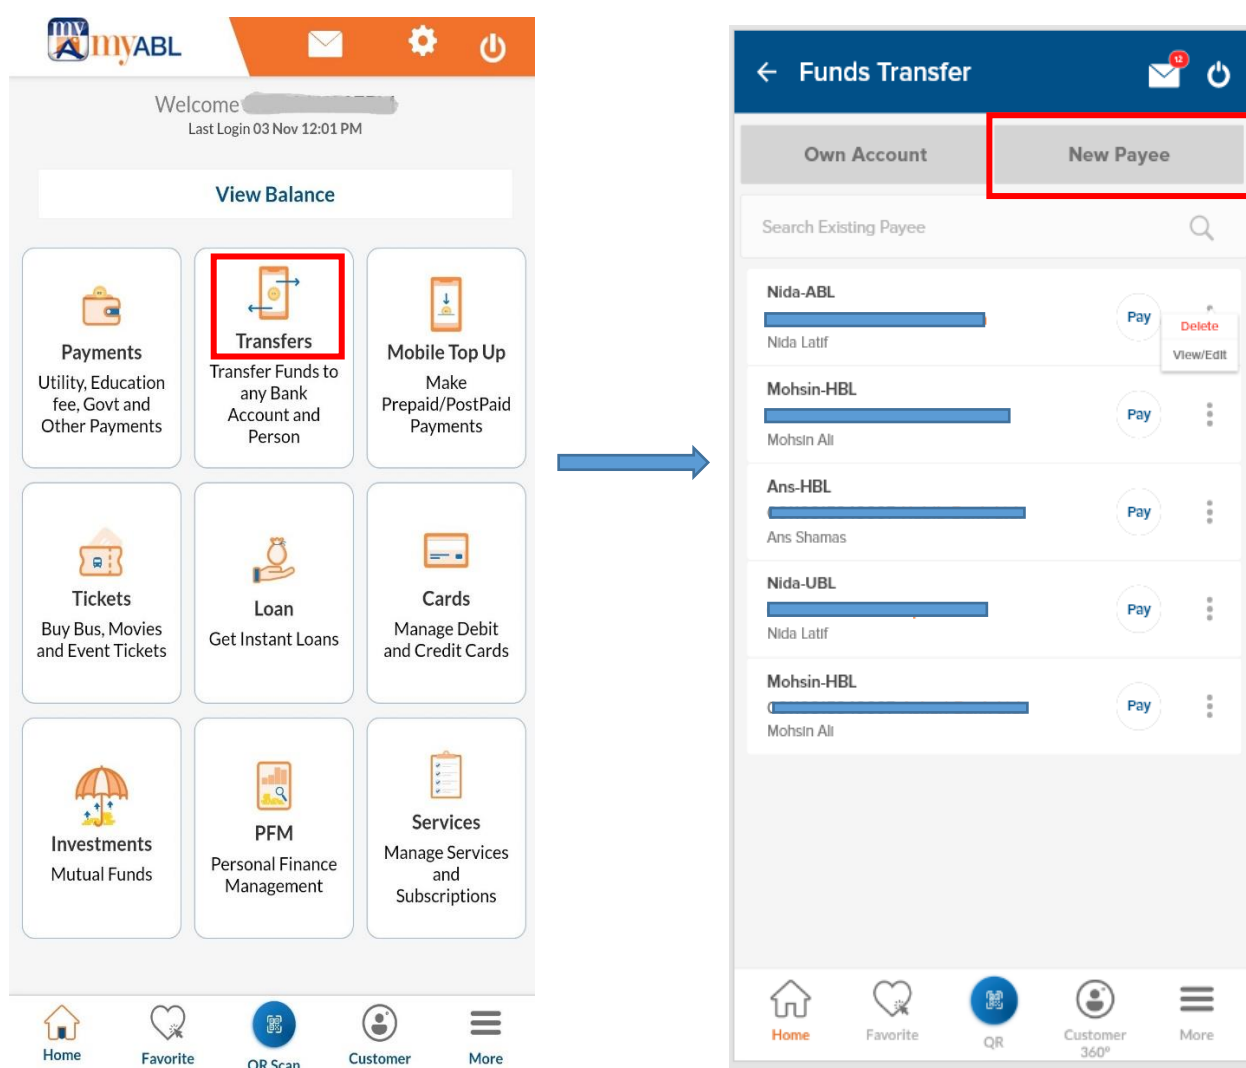 my
myABL
Welcome
Last Login 03 Nov 12:01 PM
View Balance
Payments
Utility, Education
fee, Govt and
Other Payments
Transfers
Transfer Funds to
any Bank
Account and
Person
Mobile Top Up
Make
Prepaid/PostPaid
Payments
Tickets
Buy Bus, Movies
and Event Tickets
Loan
Get Instant Loans
Cards
Manage Debit
and Credit Cards
Investments
Mutual Funds
PFM
Personal Finance
Management
Services
Manage Services
and
Subscriptions
Home
Favorite
QR Scan
Customer
More
Funds Transfer
12
Own Account
New Payee
Search Existing Payee
Nida-ABL
Nida Latif
Pay
Delete
View/Edit
Mohsin-HBL
Mohsin Ali
Pay
Ans-HBL
Ans Shamas
Pay
Nida-UBL
Nida Latif
Pay
Mohsin-HBL
Mohsin Ali
Pay
Home
Favorite
QR
Customer
360°
More